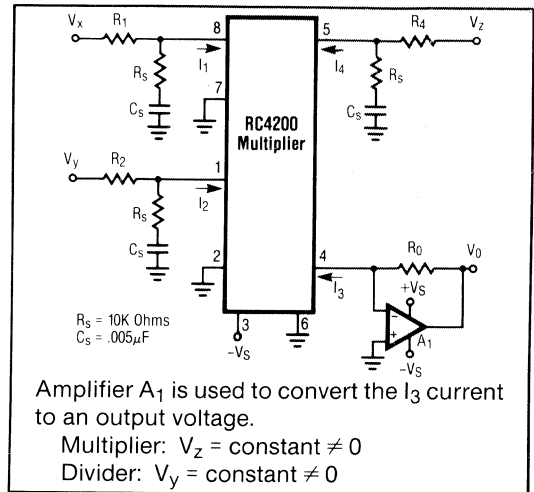 Vx R1 8 5 R4 Vz
I1 I4
Rs Rs
7
Cs Cs
RC4200
Multiplier
Vy R2 1
I2
Rs
Cs 2 4 R0 V0
I3 +Vs
- +
A1
3 6
-Vs -Vs
Rs = 10K Ohms
Cs = .005μF
Amplifier A1 is used to convert the I3 current
to an output voltage.
Multiplier: Vz = constant ≠ 0
Divider: Vy = constant ≠ 0